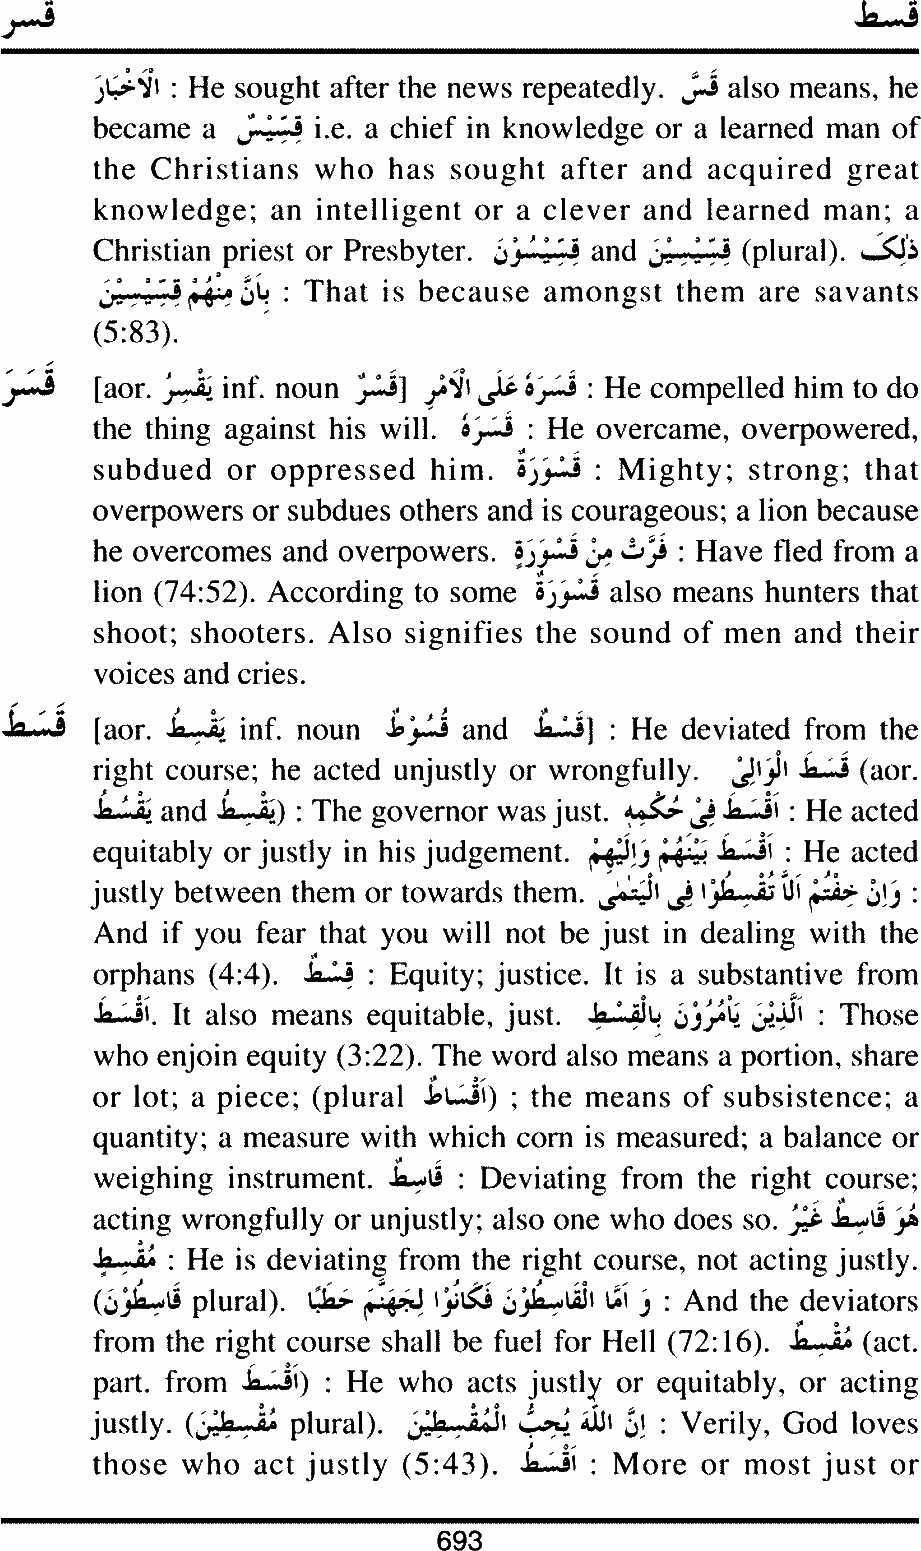 قسر قسط
اَلْاَخْبَارَ : He sought after the news repeatedly. قَسَّ also means, he
became a قِسِّيْسٌ i.e. a chief in knowledge or a learned man of
the Christians who has sought after and acquired great
knowledge; an intelligent or a clever and learned man; a
Christian priest or Presbyter. قِسِّيْسُوْنَ and قِسِّيْسِيْنَ (plural). ذٰلِکَ
بِاَنَّ مِنْهُمْ قِسِّيْسِيْنَ : That is because amongst them are savants
(5:83).
قَسَرَ [aor. يَقْسِرُ inf. noun قَسْرٌ] قَسَرَهٗ عَلَى الْاَمْرِ : He compelled him to do
the thing against his will. قَسَرَهٗ : He overcame, overpowered,
subdued or oppressed him. قَسْوَرَةٌ : Mighty; strong; that
overpowers or subdues others and is courageous; a lion because
he overcomes and overpowers. فَرَّتْ مِنْ قَسْوَرَةٍ : Have fled from a
lion (74:52). According to some قَسْوَرَةٌ also means hunters that
shoot; shooters. Also signifies the sound of men and their
voices and cries.
قَسَطَ [aor. يَقْسِطُ inf. noun قُسُوْطٌ and قَسْطٌ] : He deviated from the
right course; he acted unjustly or wrongfully. قَسَطَ الْوَالِیْ (aor.
يَقْسُطُ and يَقْسِطُ) : The governor was just. اَقْسَطَ فِیْ حُكْمِهٖ : He acted
equitably or justly in his judgement. اَقْسَطَ بَيْنَهُمْ وَاِلَيْهِمْ : He acted
justly between them or towards them. وَاِنْ خِفْتُمْ اَلَّا تُقْسِطُوْا فِی الْيَتٰمٰی :
And if you fear that you will not be just in dealing with the
orphans (4:4). قِسْطٌ : Equity; justice. It is a substantive from
اَقْسَطَ. It also means equitable, just. اَلَّذِيْنَ يَاْمُرُوْنَ بِالْقِسْطِ : Those
who enjoin equity (3:22). The word also means a portion, share
or lot; a piece; (plural اَقْسَاطٌ) ; the means of subsistence; a
quantity; a measure with which corn is measured; a balance or
weighing instrument. قَاسِطٌ : Deviating from the right course;
acting wrongfully or unjustly; also one who does so. هُوَ قَاسِطٌ غَيْرُ
مُقْسِطٍ : He is deviating from the right course, not acting justly.
(قَاسِطُوْنَ plural). وَ اَمَّا الْقَاسِطُوْنَ فَكَانُوْا لِجَهَنَّمَ حَطَبًا : And the deviators
from the right course shall be fuel for Hell (72:16). مُقْسِطٌ (act.
part. from اَقْسَطَ) : He who acts justly or equitably, or acting
justly. (مُقْسِطِيْنَ plural). اِنَّ اللّٰهَ يُحِبُّ الْمُقْسِطِيْنَ : Verily, God loves
those who act justly (5:43). اَقْسَطُ : More or most just or
693